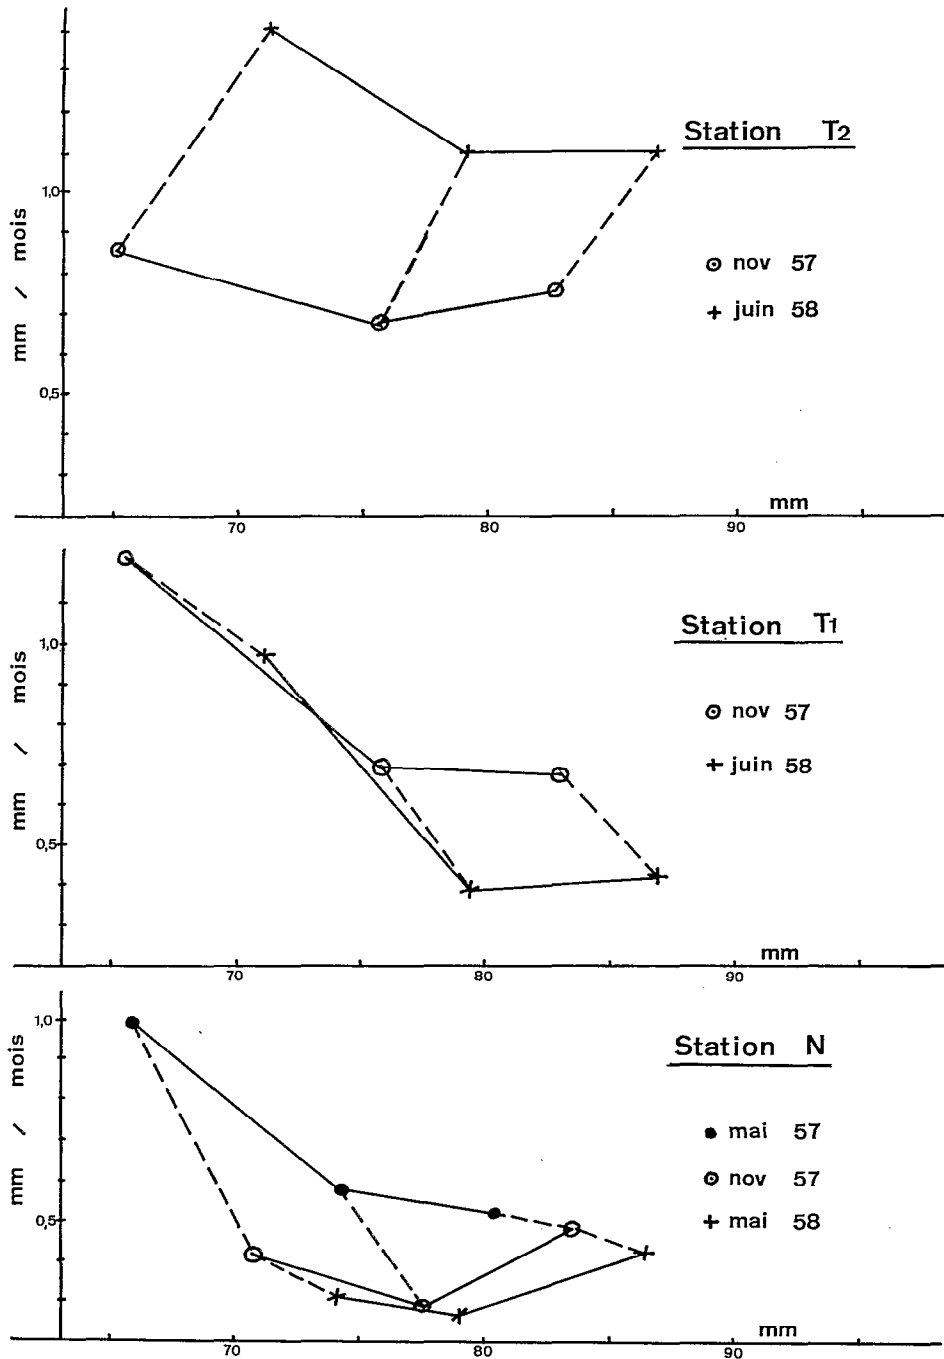 Station T2
1,0
mm / mois
⊙ nov 57
+ juin 58
0,5
mm
70 80 90
Station T1
1,0
mm / mois
⊙ nov 57
+ juin 58
0,5
mm
70 80 90
1,0
Station N
mm / mois
● mai 57
⊙ nov 57
+ mai 58
0,5
mm
70 80 90